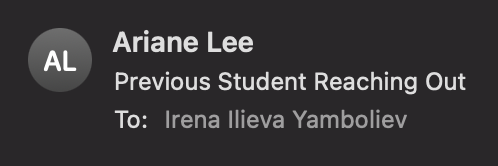 AL
Ariane Lee
Previous Student Reaching Out
To: Irena Ilieva Yamboliev